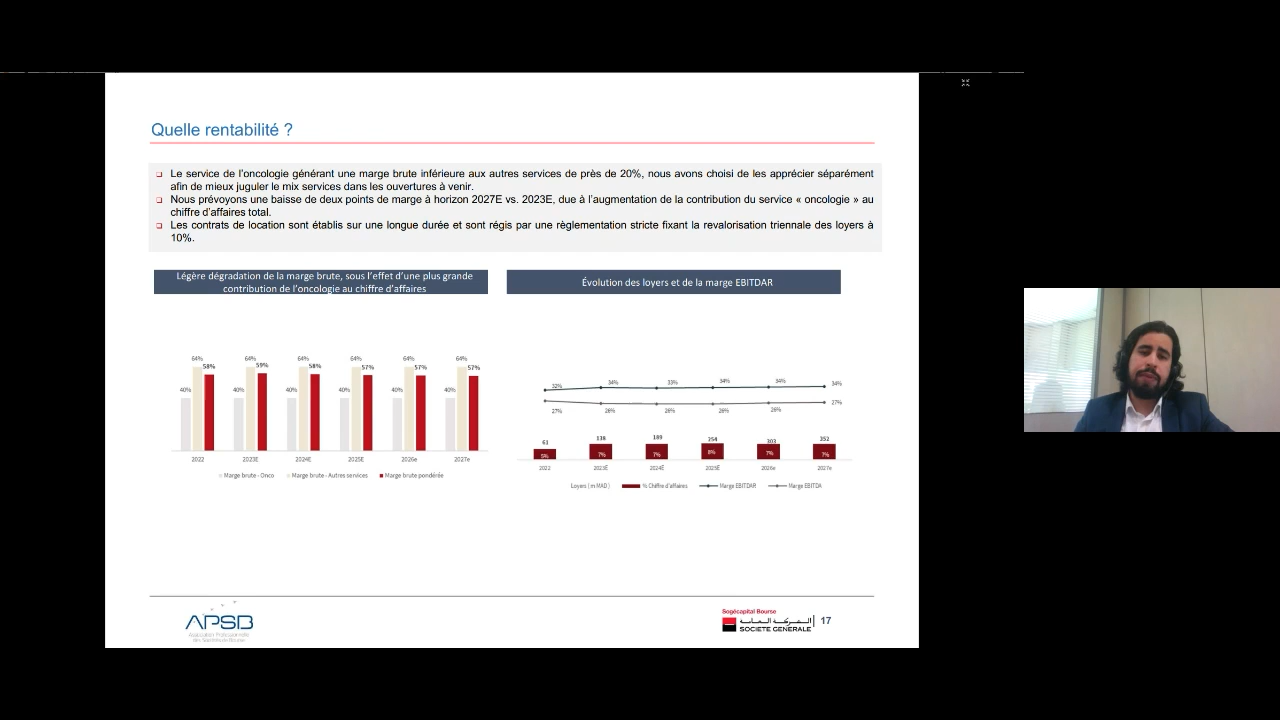 Quelle rentabilité ?
❑ Le service de l'oncologie générant une marge brute inférieure aux autres services de près de 20%, nous avons choisi de les apprécier séparément
afin de mieux juguler le mix services dans les ouvertures à venir.
❑ Nous prévoyons une baisse de deux points de marge à horizon 2027E vs. 2023E, due à l'augmentation de la contribution du service « oncologie » au
chiffre d'affaires total.
❑ Les contrats de location sont établis sur une longue durée et sont régis par une règlementation stricte fixant la revalorisation triennale des loyers à
10%.
Légère dégradation de la marge brute, sous l'effet d'une plus grande
contribution de l'oncologie au chiffre d'affaires
64% 64% 64% 64% 64% 64%
58% 59% 58% 57% 57% 57%
40% 40% 40% 40% 40% 40%
2022 2023E 2024E 2025E 2026e 2027e
Marge brute - Onco Marge brute - Autres services Marge brute pondérée
Évolution des loyers et de la marge EBITDAR
32% 34% 33% 34% 34% 34%
27% 26% 26% 26% 26% 27%
61 138 189 254 303 352
5% 7% 7% 8% 7% 7%
2022 2023E 2024E 2025E 2026e 2027e
Loyers ( m MAD ) % Chiffre d'affaires Marge EBITDAR Marge EBITDA
APSB
Association Professionnelle
des Sociétés de Bourse
Sogécapital Bourse
الشركة العامة
SOCIETE GENERALE
17